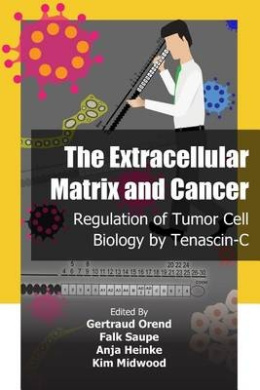 The Extracellular
Matrix and Cancer
Regulation of Tumor Cell
Biology by Tenascin-C
Edited By
Gertraud Orend
Falk Saupe
Anja Heinke
Kim Midwood